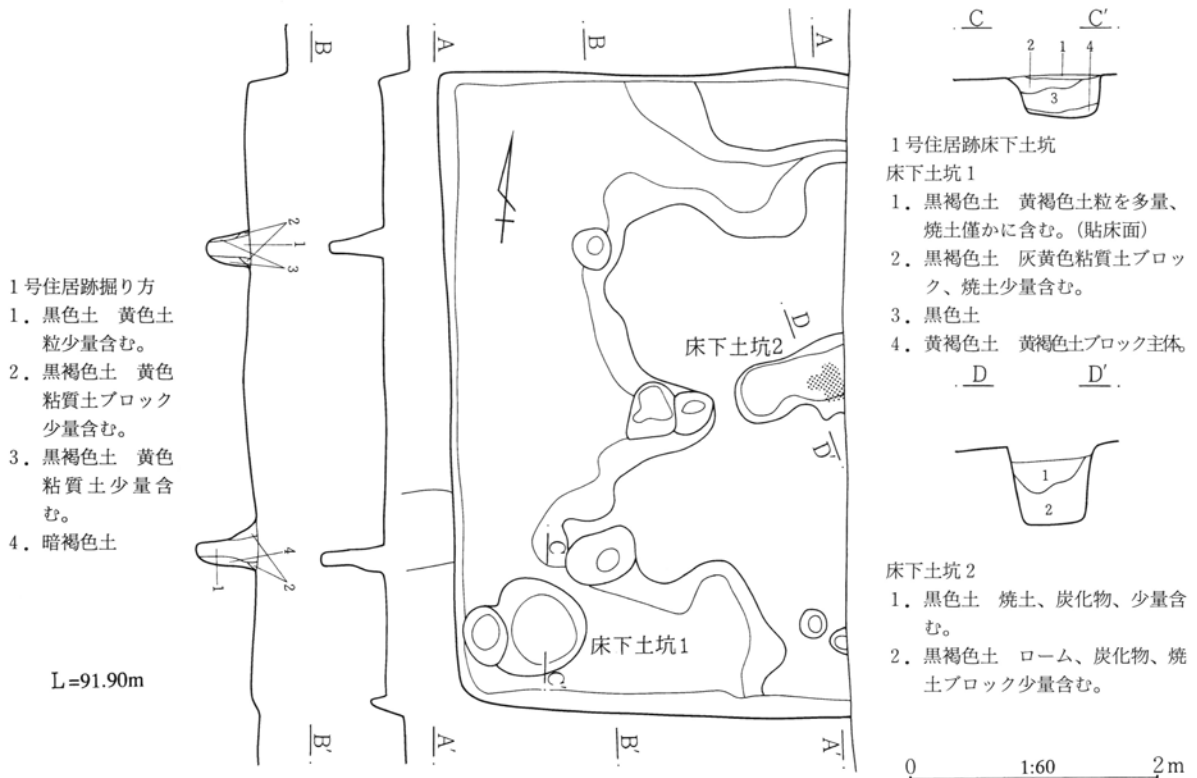 B
A
B
A
1号住居跡掘り方
1．黒色土　黄色土
粒少量含む。
2．黒褐色土　黄色
粘質土ブロック
少量含む。
3．黒褐色土　黄色
粘質土少量含
む。
4．暗褐色土
L=91.90m
2
1
3
4
2
1
D
床下土坑2
D'
C
床下土坑1
C'
B'
A'
B'
A'
C
C'
2
1
4
3
1号住居跡床下土坑
床下土坑1
1．黒褐色土　黄褐色土粒を多量、
焼土僅かに含む。（貼床面）
2．黒褐色土　灰黄色粘質土ブロッ
ク、焼土少量含む。
3．黒色土
4．黄褐色土　黄褐色土ブロック主体。
D
D'
1
2
床下土坑2
1．黒色土　焼土、炭化物、少量含
む。
2．黒褐色土　ローム、炭化物、焼
土ブロック少量含む。
0
1:60
2m